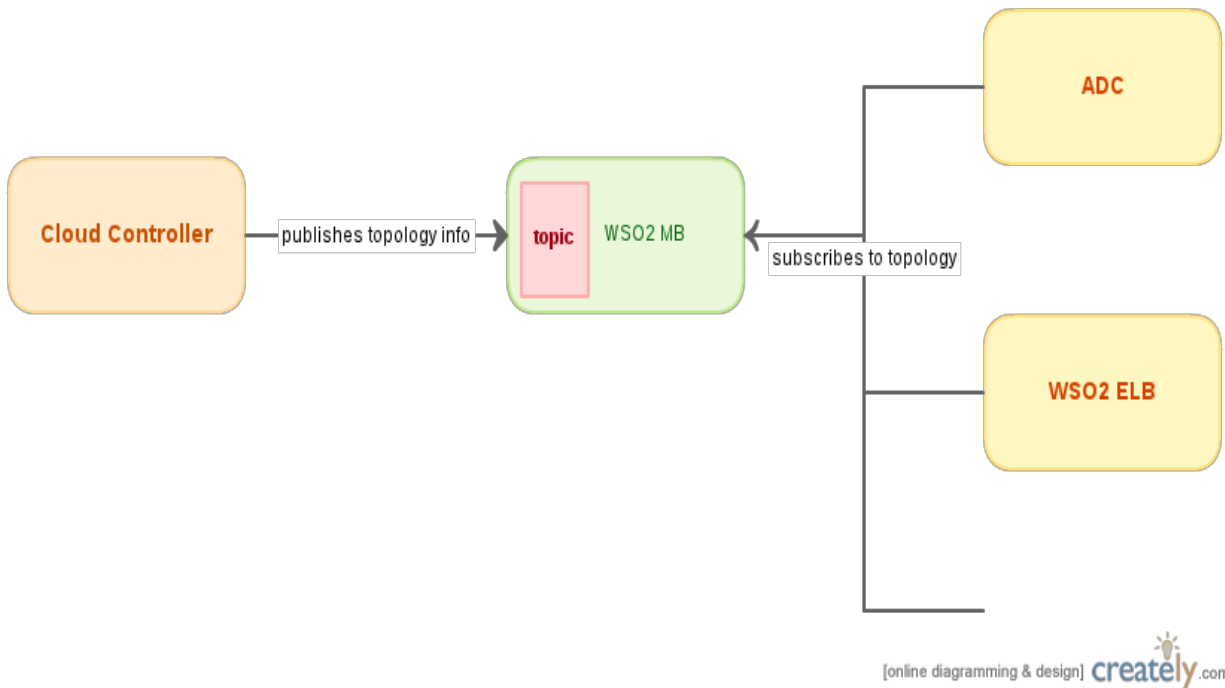 ADC
Cloud Controller
publishes topology info
topic
WSO2 MB
subscribes to topology
WSO2 ELB
[online diagramming & design] creately.com